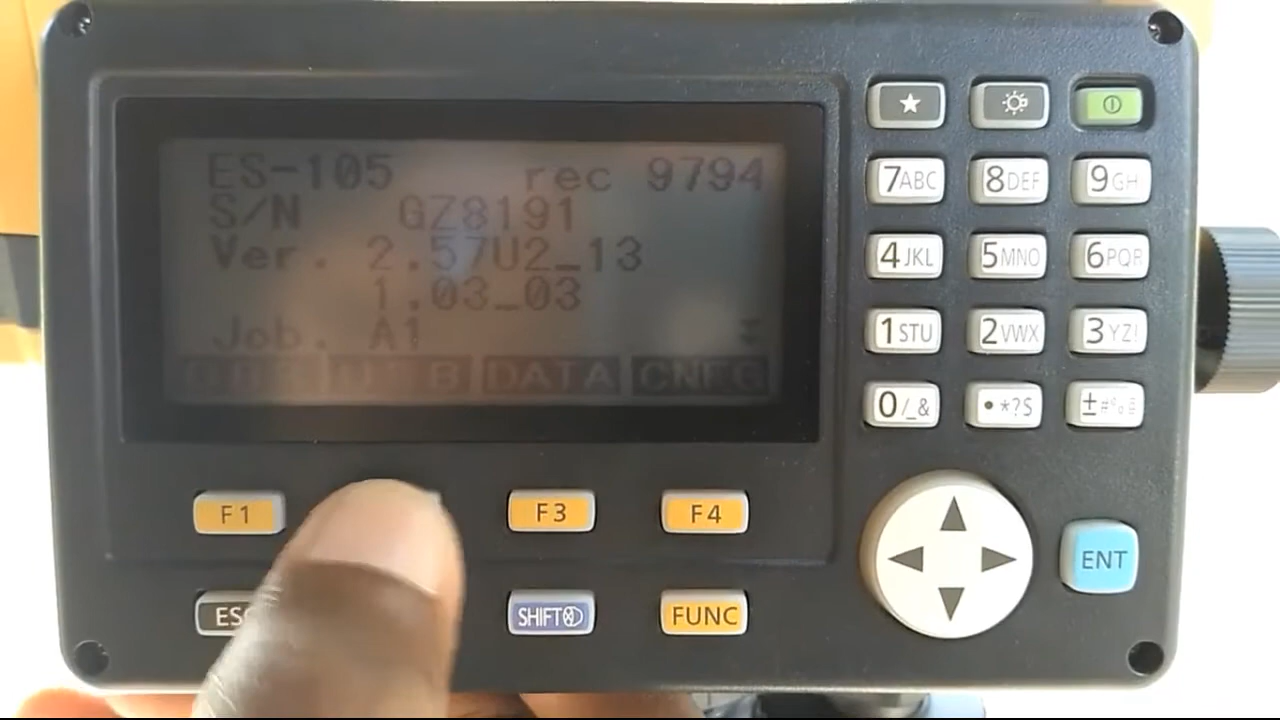 ES-105 rec 9794
S/N GZ8191
Ver. 2.57U2_13
1.03_03
Job. A1
DATA CNFG
7ABC 8DEF 9GHI
4JKL 5MNO 6PQR
1STU 2VWX 3YZ!
0/_& •*?$ ±
F1 F3 F4
ESC SHIFT FUNC
ENT